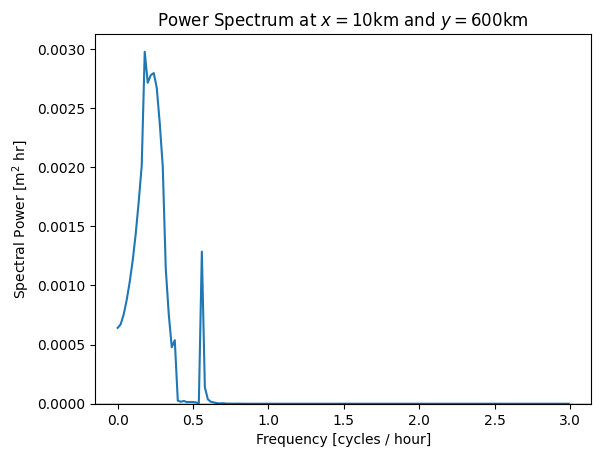 Power Spectrum at x = 10km and y = 600km
0.0030
0.0025
0.0020
0.0015
0.0010
0.0005
0.0000
Spectral Power [m² hr]
0.0 0.5 1.0 1.5 2.0 2.5 3.0
Frequency [cycles / hour]